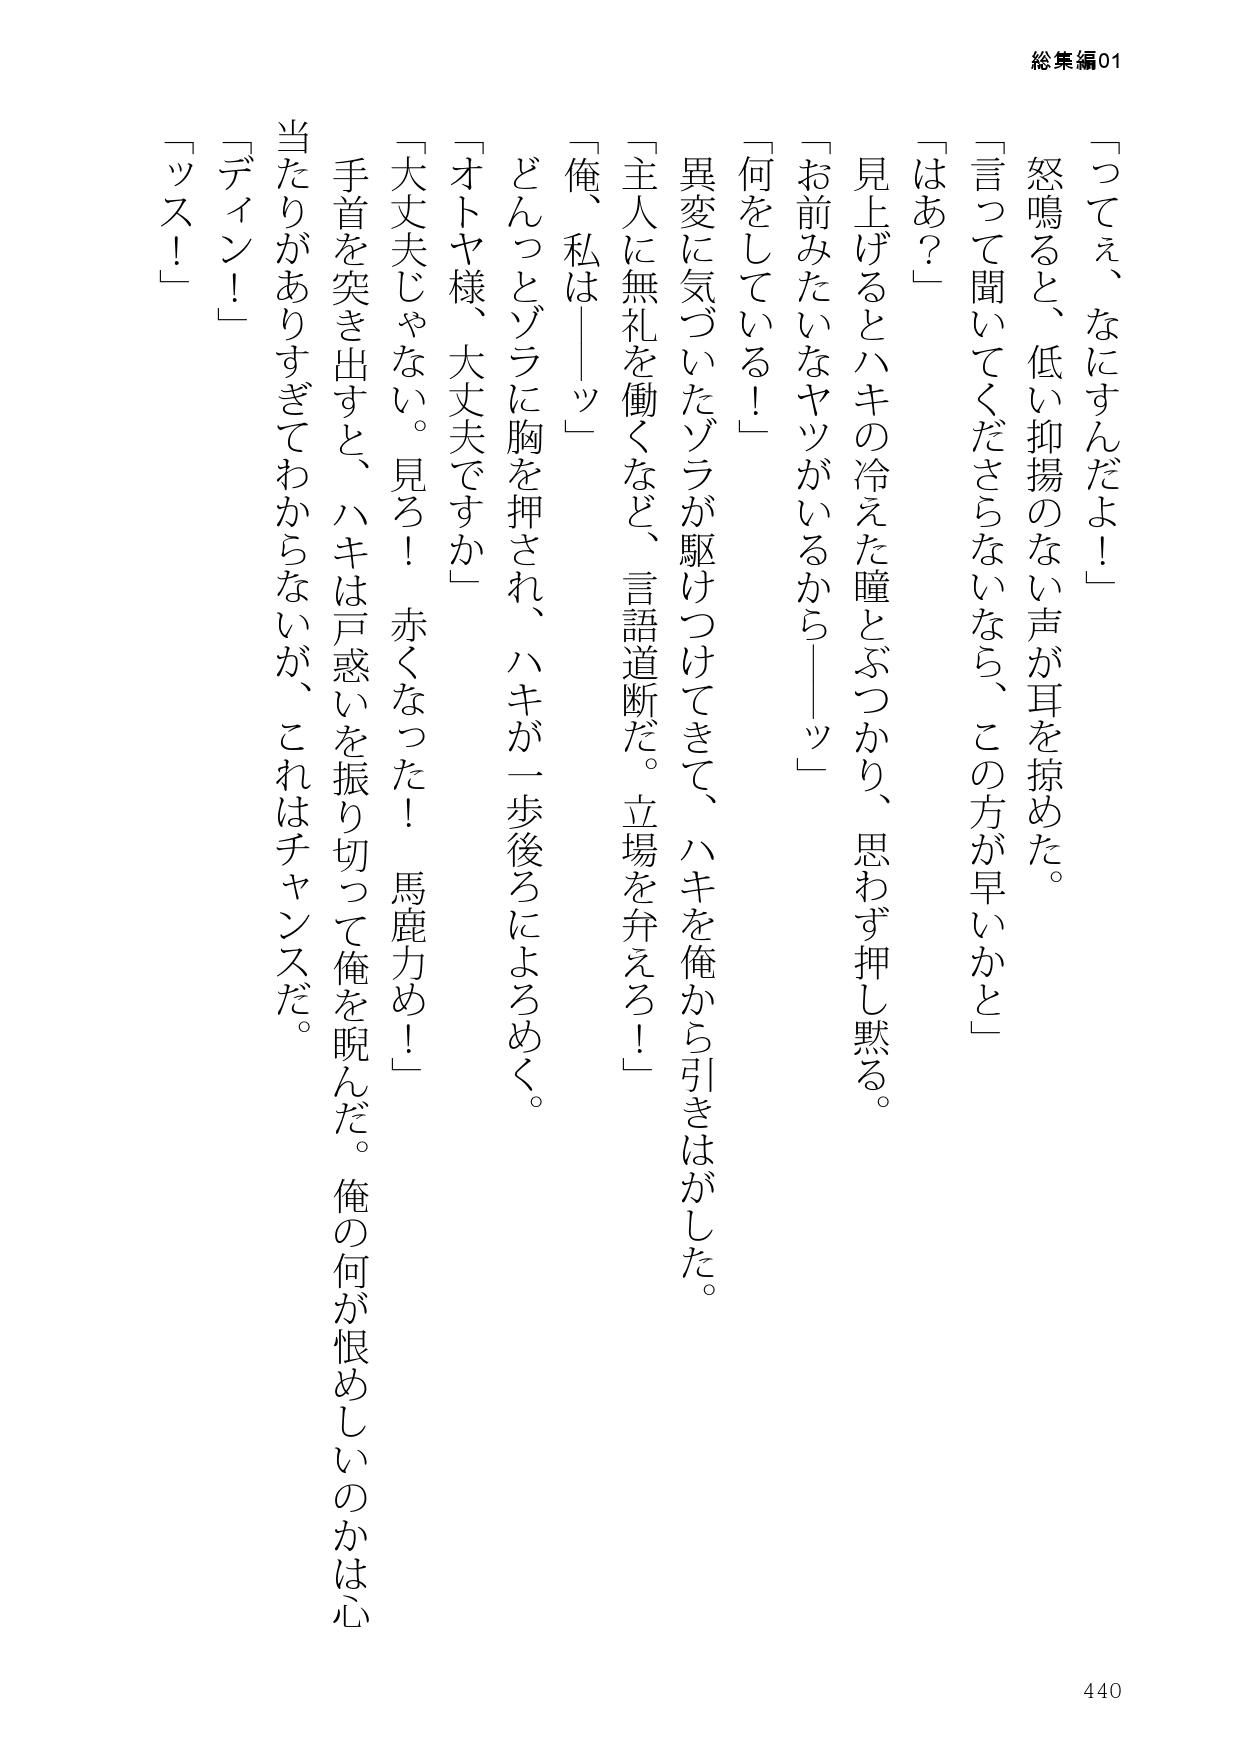 総集編01
「ってぇ、なにすんだよ！」
怒鳴ると、低い抑揚のない声が耳を掠めた。
「言って聞いてくださらないなら、この方が早いかと」
「はあ？」
見上げるとハキの冷えた瞳とぶつかり、思わず押し黙る。
「お前みたいなヤツがいるから――ッ」
「何をしている！」
異変に気づいたゾラが駆けつけてきて、ハキを俺から引きはがした。
「主人に無礼を働くなど、言語道断だ。立場を弁えろ！」
「俺、私は――ッ」
どんっとゾラに胸を押され、ハキが一歩後ろによろめく。
「オトヤ様、大丈夫ですか」
「大丈夫じゃない。見ろ！　赤くなった！　馬鹿力め！」
手首を突き出すと、ハキは戸惑いを振り切って俺を睨んだ。俺の何が恨めしいのかは心
当たりがありすぎてわからないが、これはチャンスだ。
「ディン！」
「ッス！」
440